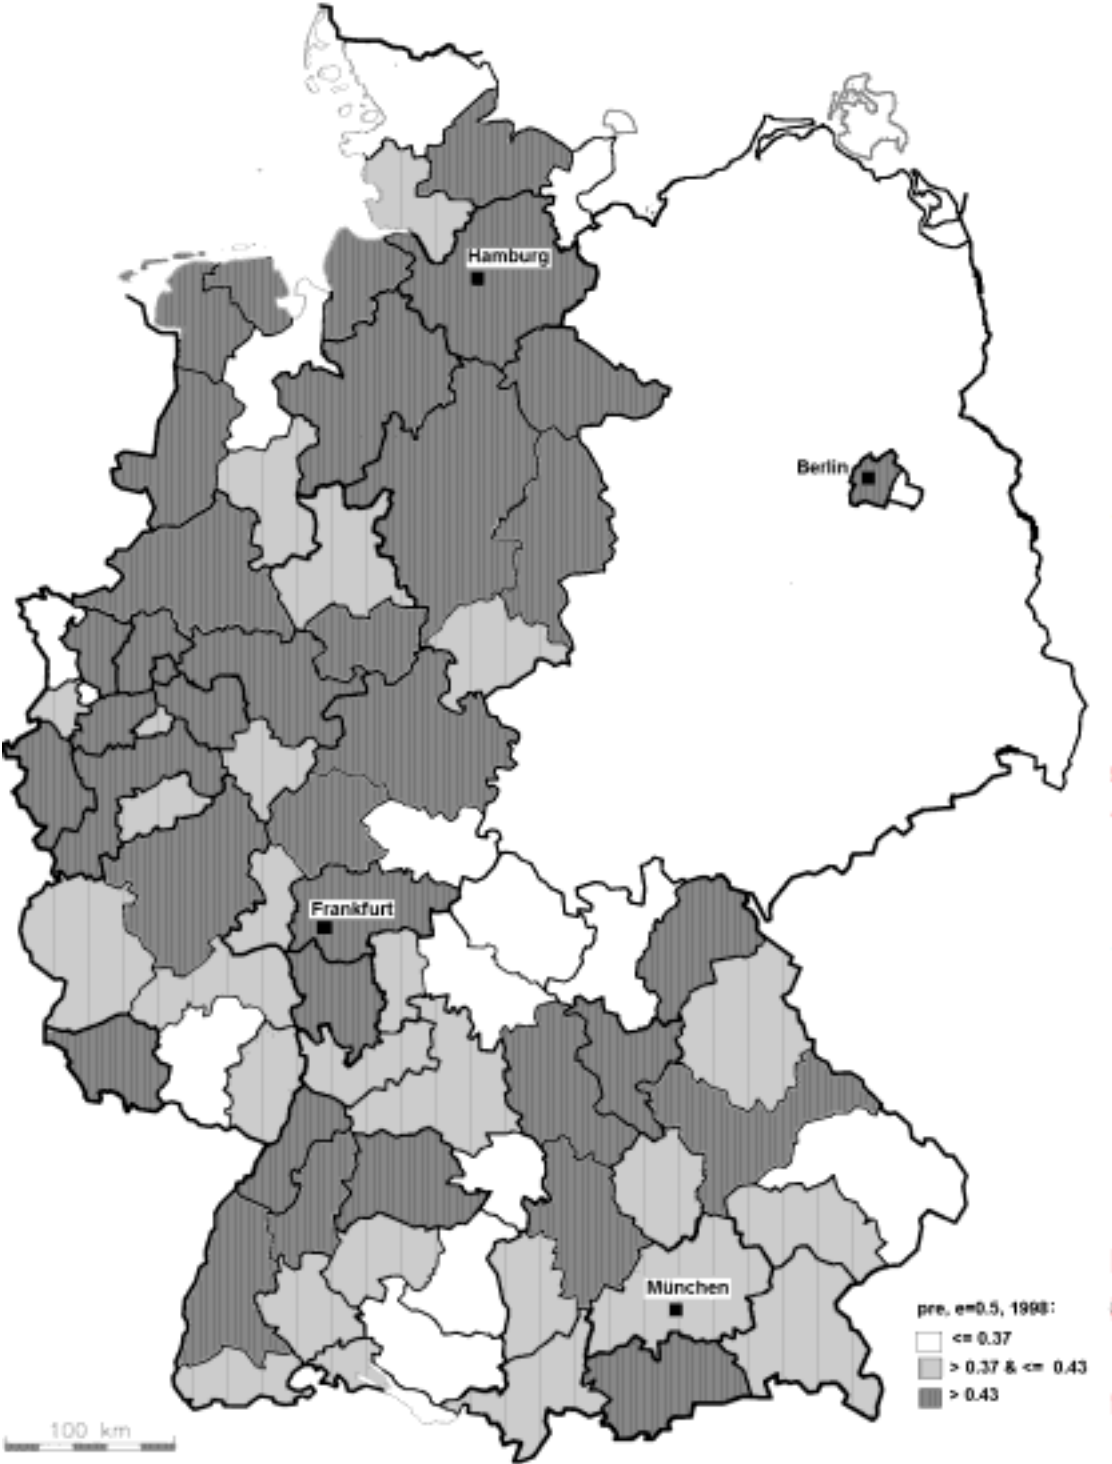 Hamburg
Berlin
Frankfurt
München
pre, e=0.5, 1998:
<= 0.37
> 0.37 & <= 0.43
> 0.43
100 km